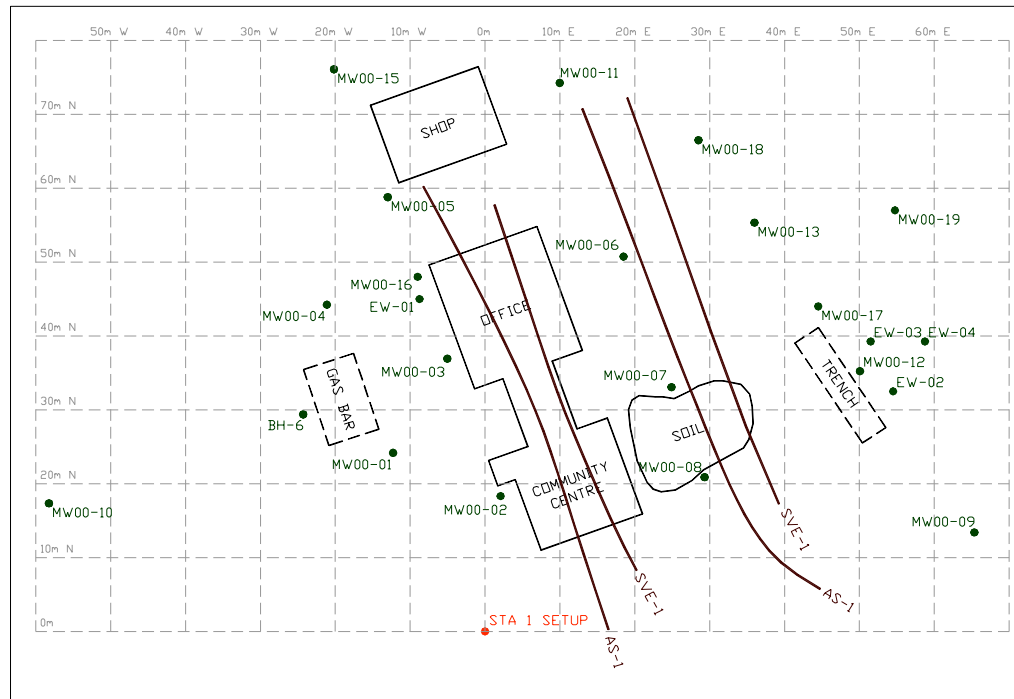 50m W 40m W 30m W 20m W 10m W 0m 10m E 20m E 30m E 40m E 50m E 60m E
MW00-15
MW00-11
70m N
SHOP
MW00-18
60m N
MW00-05
MW00-19
MW00-13
50m N
MW00-06
MW00-16
EW-01
MW00-04
OFFICE
MW00-17
40m N
EW-03
EW-04
MW00-03
MW00-12
GAS BAR
MW00-07
TRENCH
EW-02
30m N
BH-6
SOIL
MW00-01
MW00-08
20m N
COMMUNITY
CENTRE
MW00-02
MW00-10
SVE-1
MW00-09
10m N
SVE-1
AS-1
0m
STA 1 SETUP
AS-1